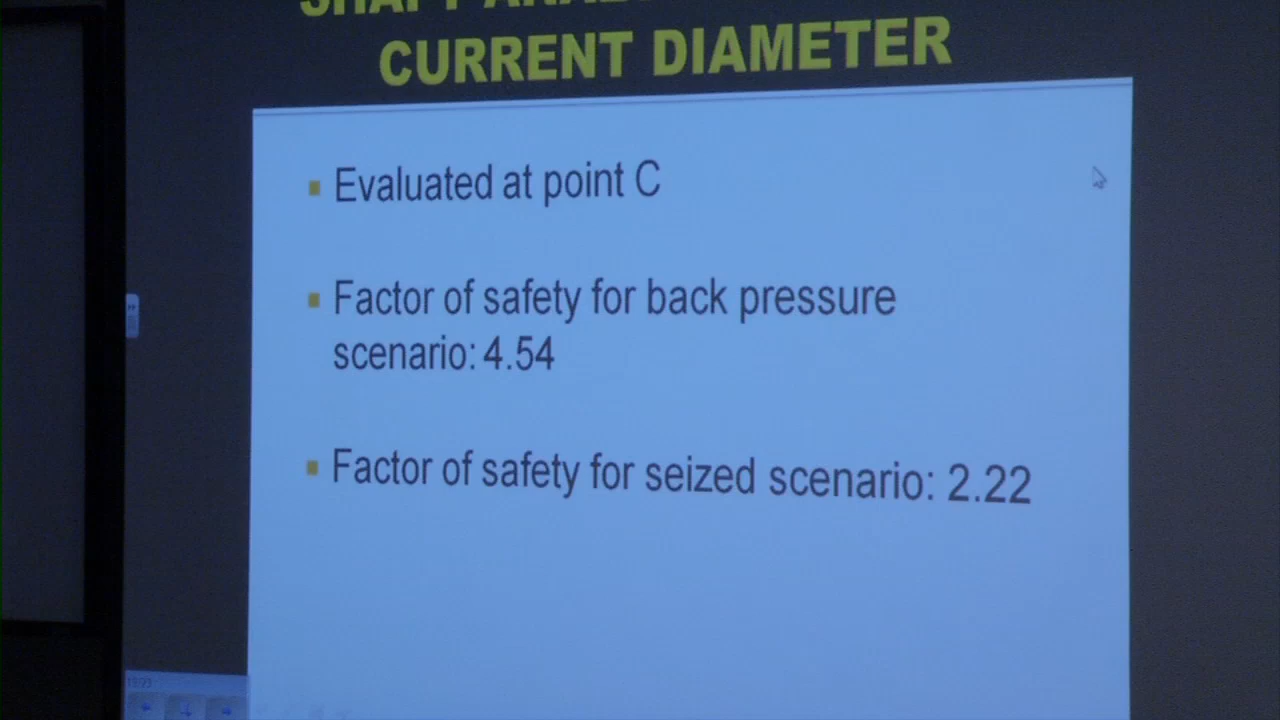 SHAFT
CURRENT DIAMETER
Evaluated at point C
Factor of safety for back pressure
scenario: 4.54
Factor of safety for seized scenario: 2.22